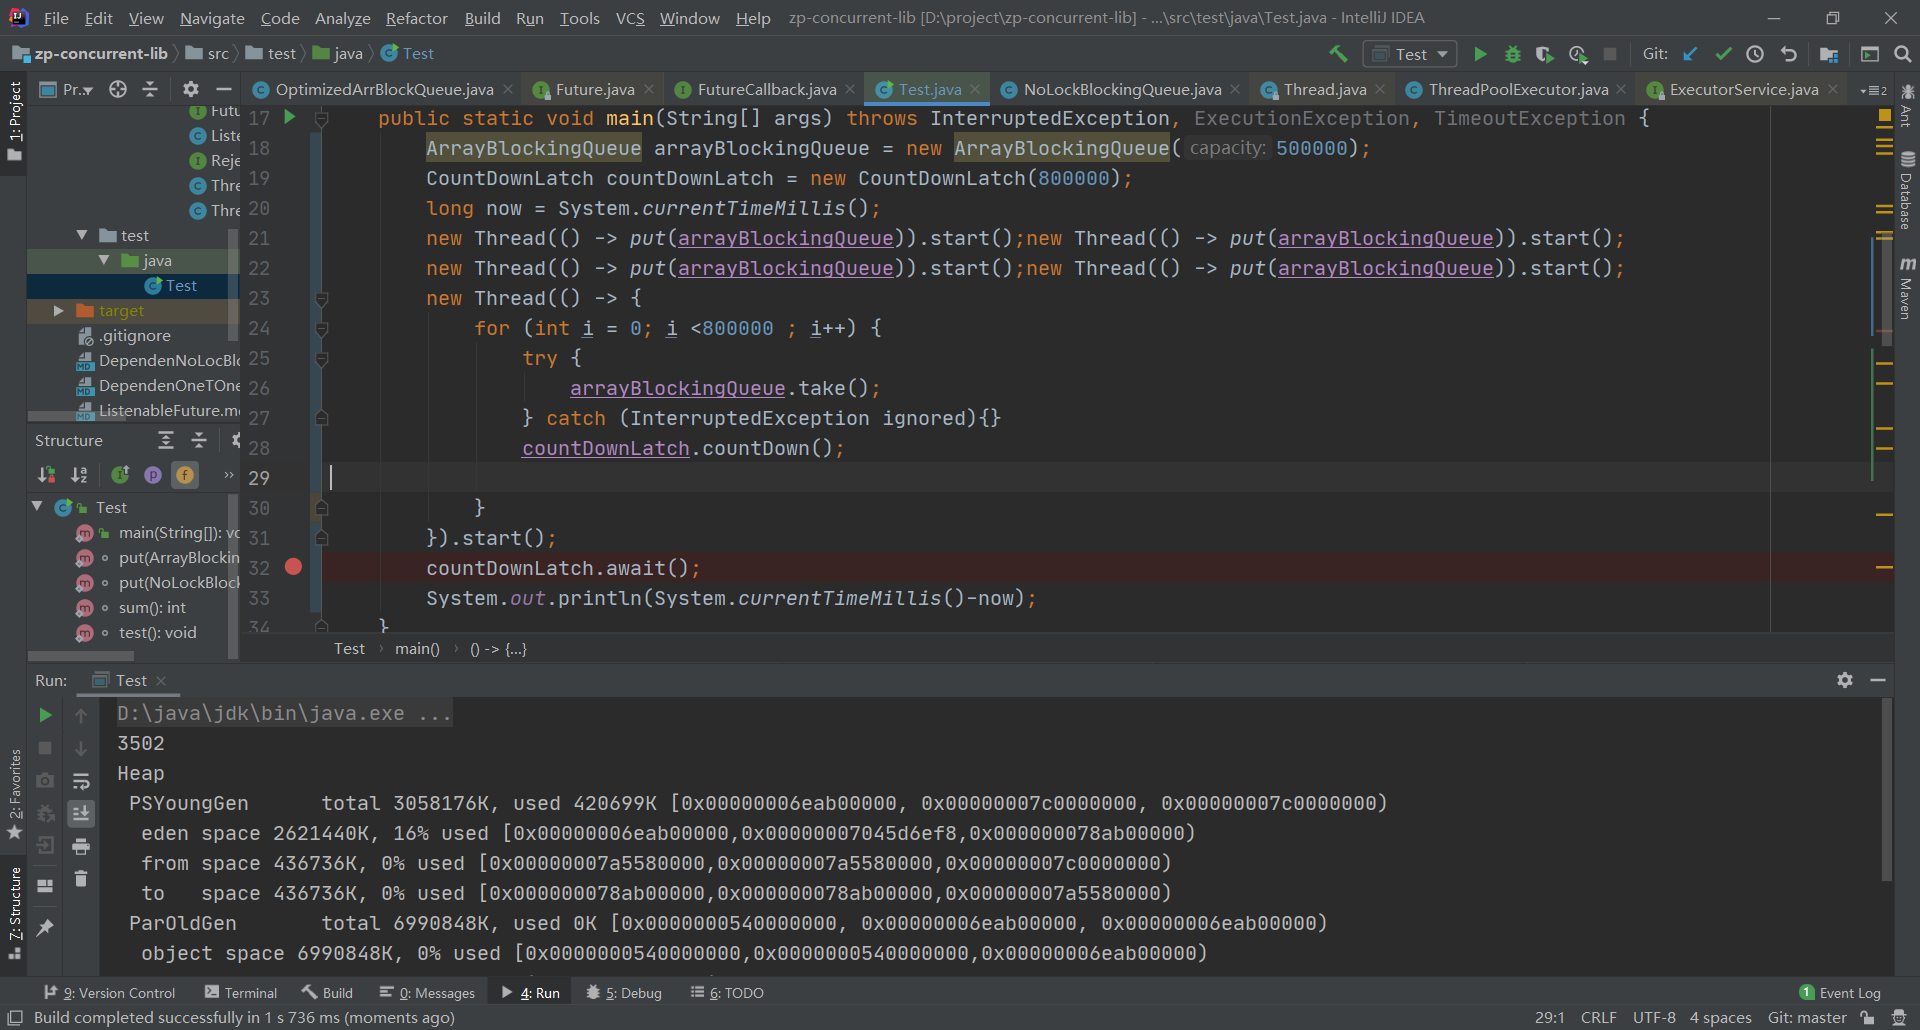 File Edit View Navigate Code Analyze Refactor Build Run Tools VCS Window Help zp-concurrent-lib [D:\project\zp-concurrent-lib] - ...\src\test\java\Test.java - IntelliJ IDEA
zp-concurrent-lib src test java Test Test Git:
1: Project Pr... OptimizedArrBlockQueue.java Future.java FutureCallback.java Test.java NoLockBlockingQueue.java Thread.java ThreadPoolExecutor.java ExecutorService.java 2
Futu
Liste
Reje
Thre
Thre
test
java
Test
target
.gitignore
DependenNoLocBlo
DependenOneTOne
ListenableFuture.m
17 public static void main(String[] args) throws InterruptedException, ExecutionException, TimeoutException {
18 ArrayBlockingQueue arrayBlockingQueue = new ArrayBlockingQueue( capacity: 500000);
19 CountDownLatch countDownLatch = new CountDownLatch(800000);
20 long now = System.currentTimeMillis();
21 new Thread(() -> put(arrayBlockingQueue)).start();new Thread(() -> put(arrayBlockingQueue)).start();
22 new Thread(() -> put(arrayBlockingQueue)).start();new Thread(() -> put(arrayBlockingQueue)).start();
23 new Thread(() -> {
24 for (int i = 0; i <800000 ; i++) {
25 try {
26 arrayBlockingQueue.take();
27 } catch (InterruptedException ignored){}
28 countDownLatch.countDown();
29
30 }
31 }).start();
32 countDownLatch.await();
33 System.out.println(System.currentTimeMillis()-now);
34 }
Test main() () -> {...}
Ant
Database
Maven
Structure
Test
main(String[]): vo
put(ArrayBlockin
put(NoLockBlock
sum(): int
test(): void
2: Favorites
7: Structure
Run: Test
D:\java\jdk\bin\java.exe ...
3502
Heap
PSYoungGen total 3058176K, used 420699K [0x00000006eab00000, 0x00000007c0000000, 0x00000007c0000000)
eden space 2621440K, 16% used [0x00000006eab00000,0x00000007045d6ef8,0x000000078ab00000)
from space 436736K, 0% used [0x00000007a5580000,0x00000007a5580000,0x00000007c0000000)
to space 436736K, 0% used [0x000000078ab00000,0x000000078ab00000,0x00000007a5580000)
ParOldGen total 6990848K, used 0K [0x0000000540000000, 0x00000006eab00000, 0x00000006eab00000)
object space 6990848K, 0% used [0x0000000540000000,0x0000000540000000,0x00000006eab00000)
9: Version Control Terminal Build 0: Messages 4: Run 5: Debug 6: TODO 1 Event Log
Build completed successfully in 1 s 736 ms (moments ago) 29:1 CRLF UTF-8 4 spaces Git: master